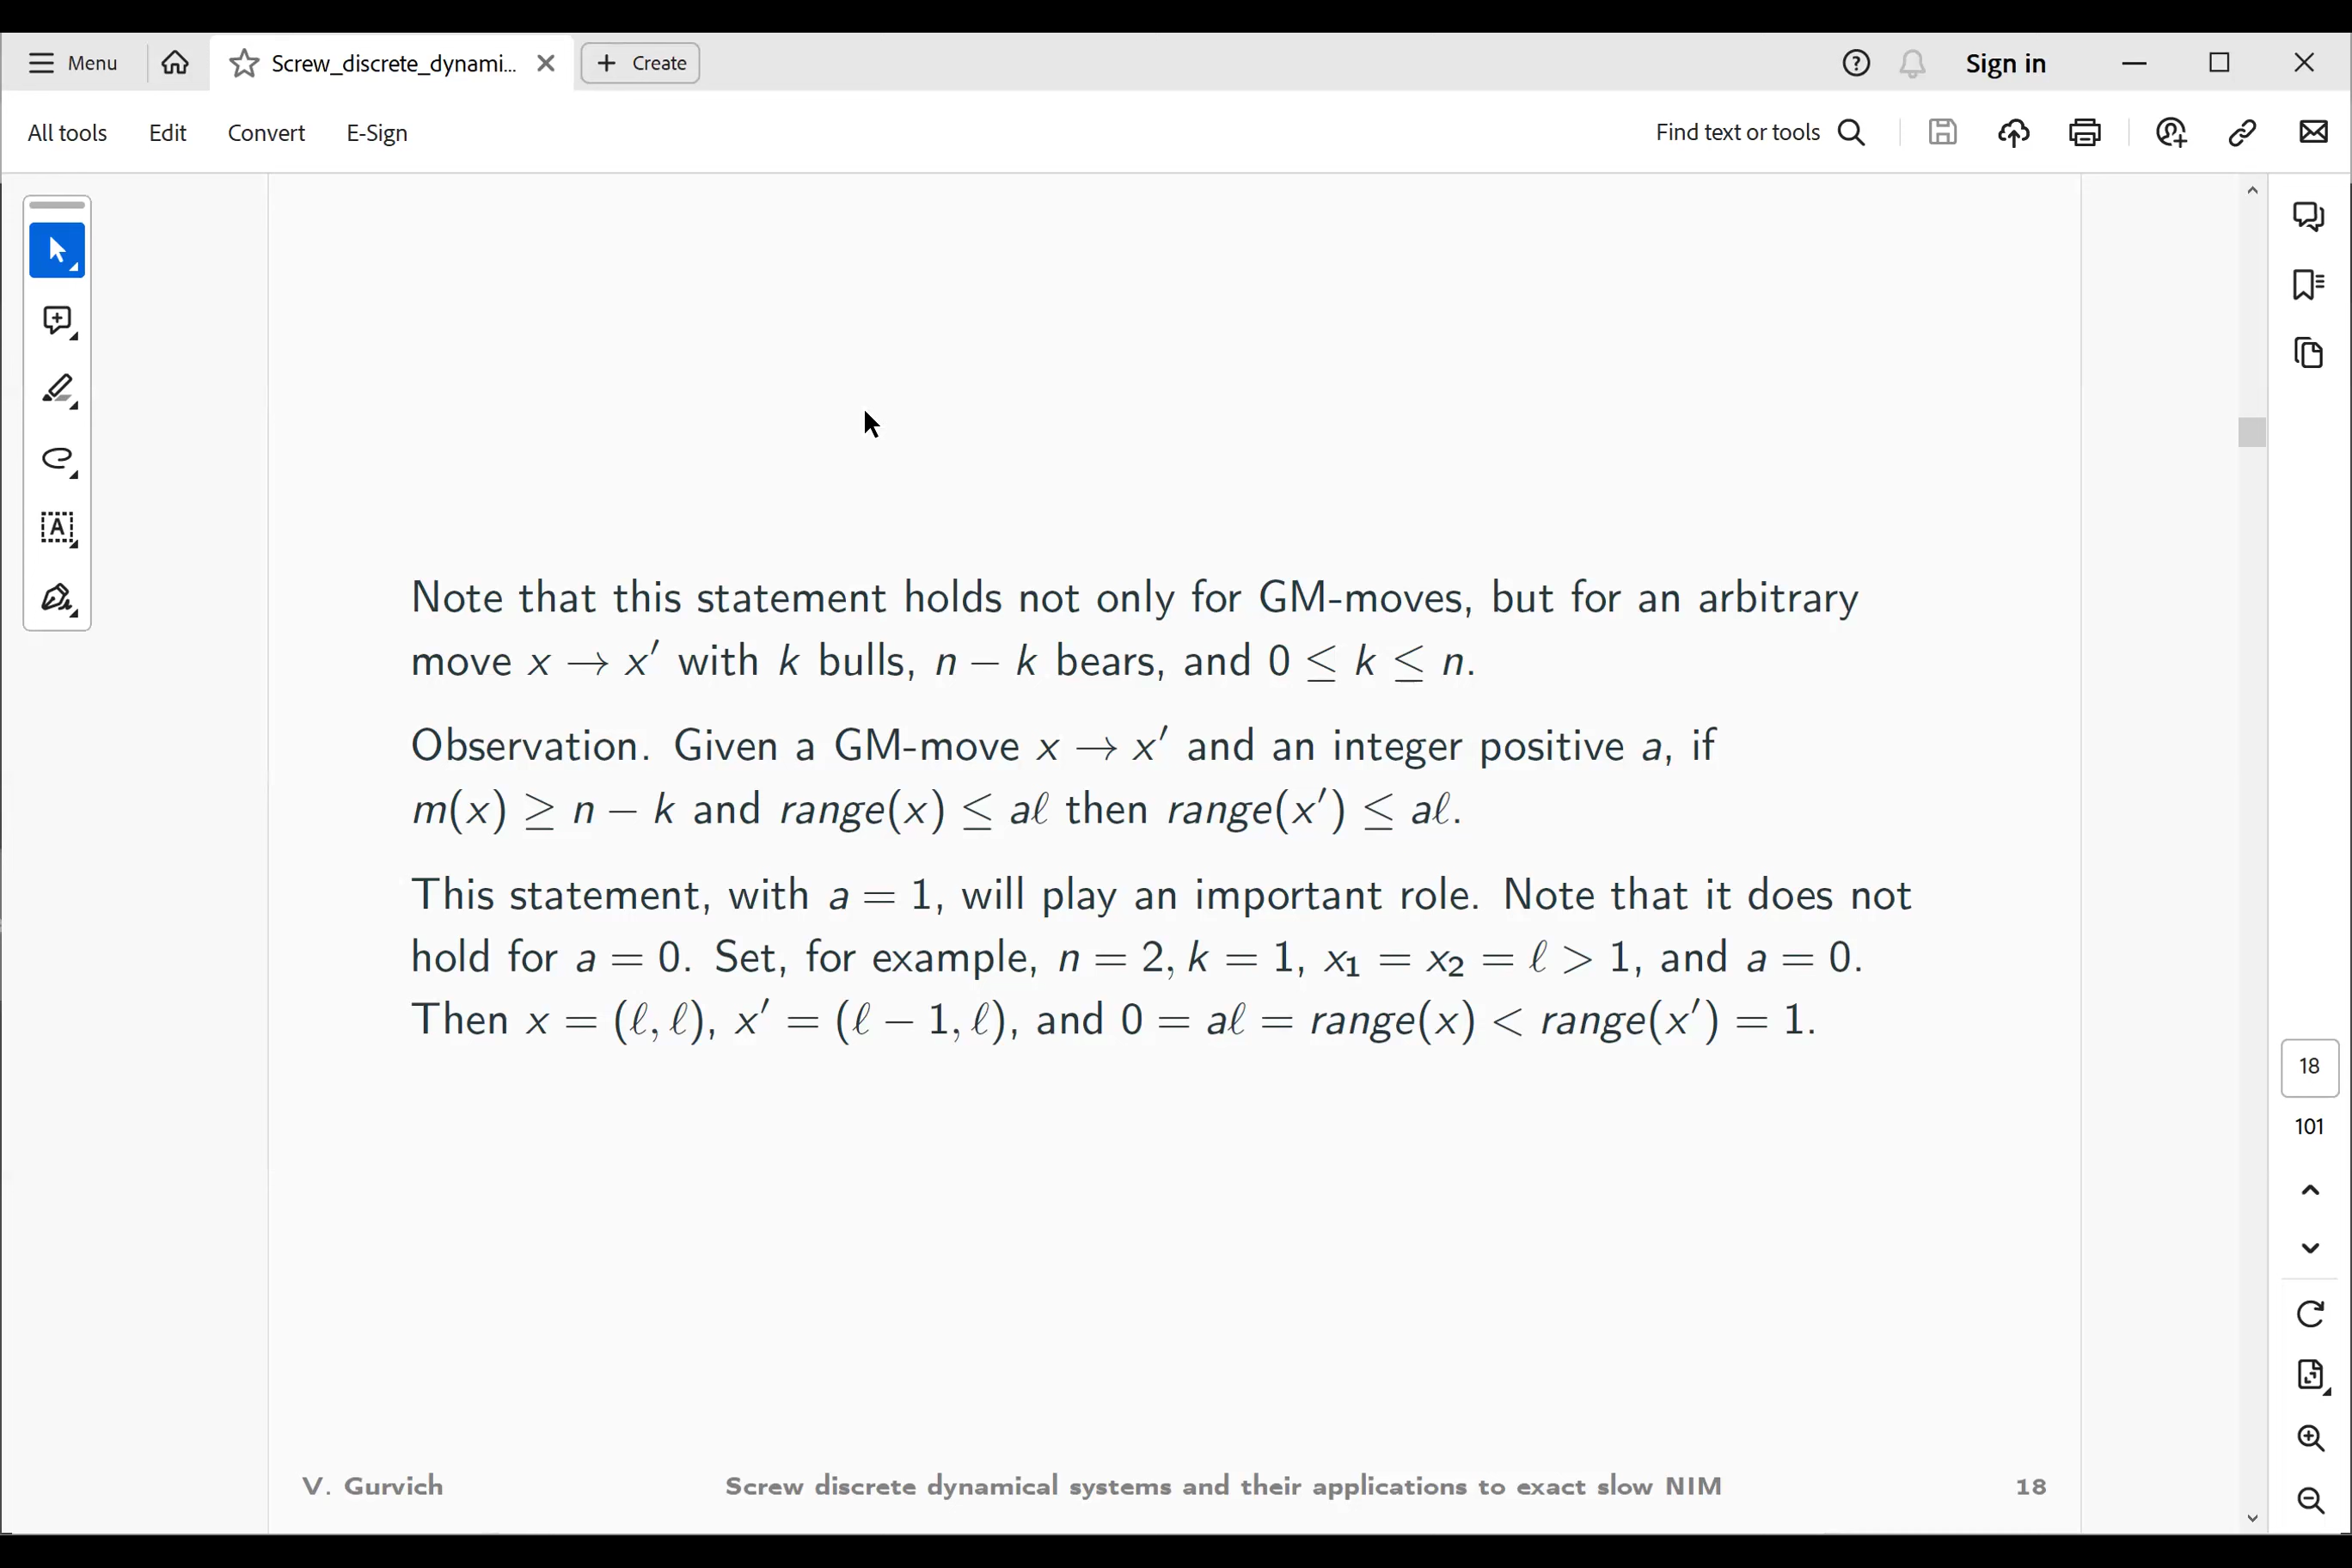 Menu
Screw_discrete_dynami...
Create
Sign in
All tools
Edit
Convert
E-Sign
Find text or tools
Note that this statement holds not only for GM-moves, but for an arbitrary
move x → x′ with k bulls, n − k bears, and 0 ≤ k ≤ n.
Observation. Given a GM-move x → x′ and an integer positive a, if
m(x) ≥ n − k and range(x) ≤ aℓ then range(x′) ≤ aℓ.
This statement, with a = 1, will play an important role. Note that it does not
hold for a = 0. Set, for example, n = 2, k = 1, x₁ = x₂ = ℓ > 1, and a = 0.
Then x = (ℓ, ℓ), x′ = (ℓ − 1, ℓ), and 0 = aℓ = range(x) < range(x′) = 1.
18
101
V. Gurvich
Screw discrete dynamical systems and their applications to exact slow NIM
18